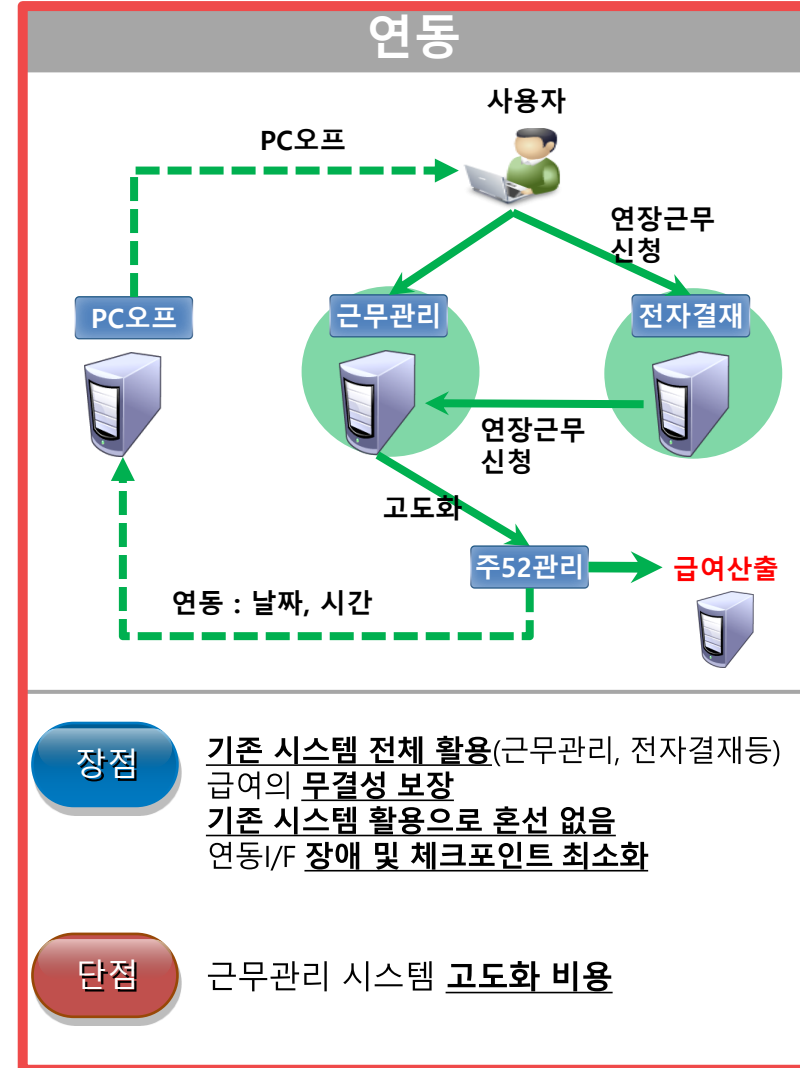 연동
사용자
PC오프
연장근무
신청
PC오프
근무관리
전자결재
연장근무
신청
고도화
주52관리
급여산출
연동 : 날짜, 시간
장점
기존 시스템 전체 활용(근무관리, 전자결재등)
급여의 무결성 보장
기존 시스템 활용으로 혼선 없음
연동I/F 장애 및 체크포인트 최소화
단점
근무관리 시스템 고도화 비용